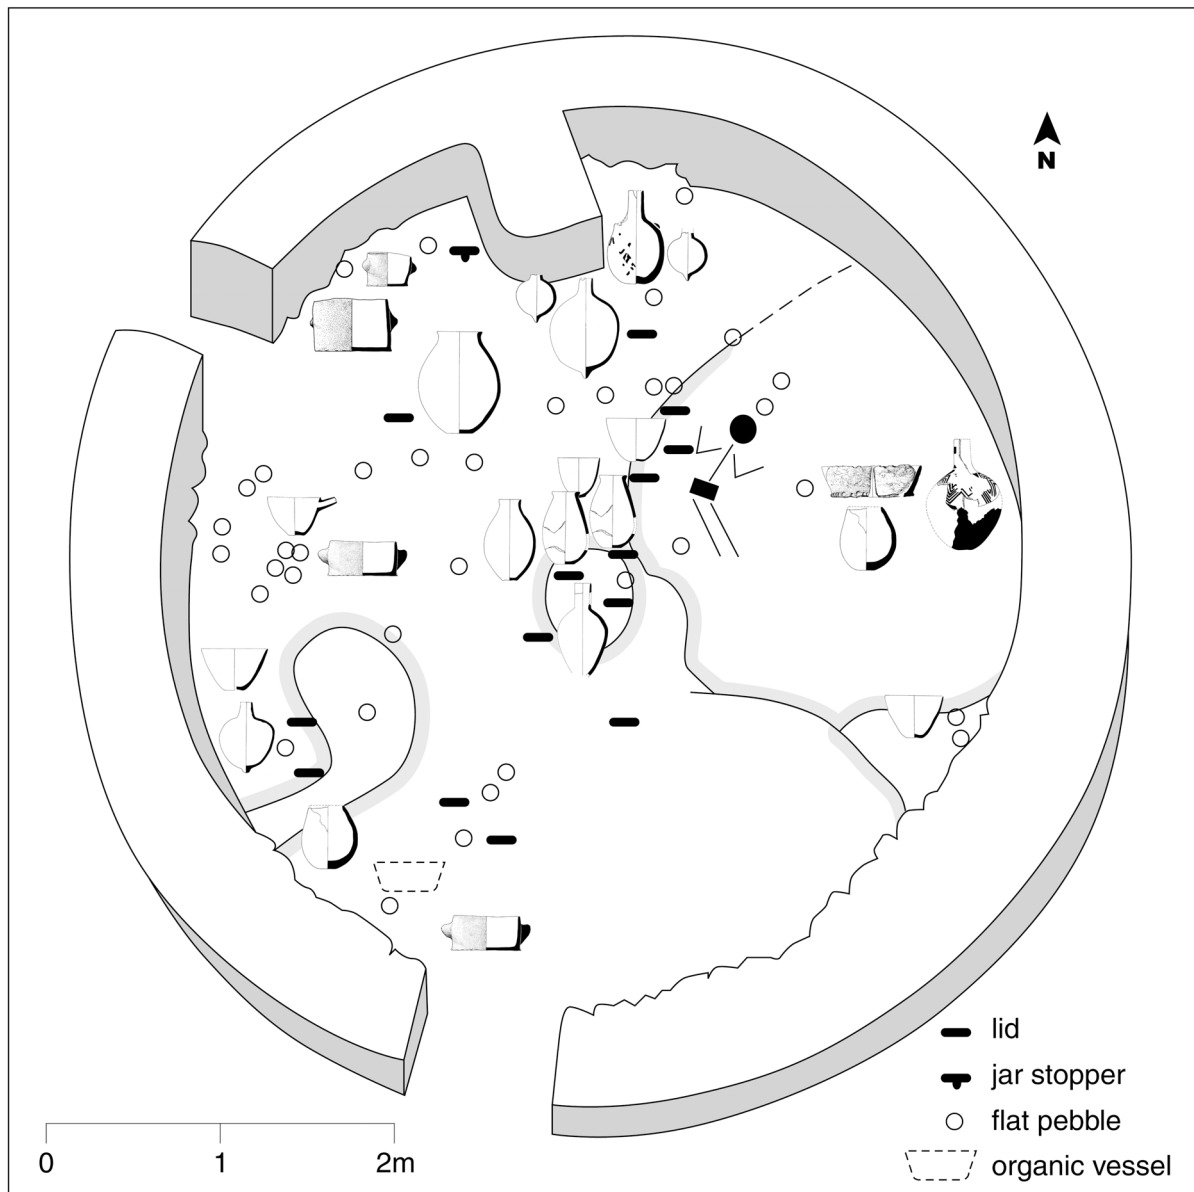 N
lid
jar stopper
flat pebble
organic vessel
0 1 2m